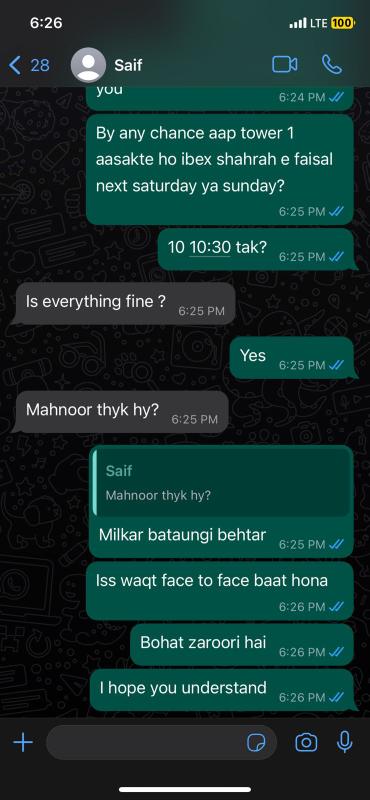 6:26
LTE 100
28
Saif
you
6:24 PM
By any chance aap tower 1
aasakte ho ibex shahrah e faisal
next saturday ya sunday?
6:25 PM
10 10:30 tak?
6:25 PM
Is everything fine ?
6:25 PM
Yes
6:25 PM
Mahnoor thyk hy?
6:25 PM
Saif
Mahnoor thyk hy?
Milkar bataungi behtar
6:25 PM
Iss waqt face to face baat hona
6:26 PM
Bohat zaroori hai
6:26 PM
I hope you understand
6:26 PM